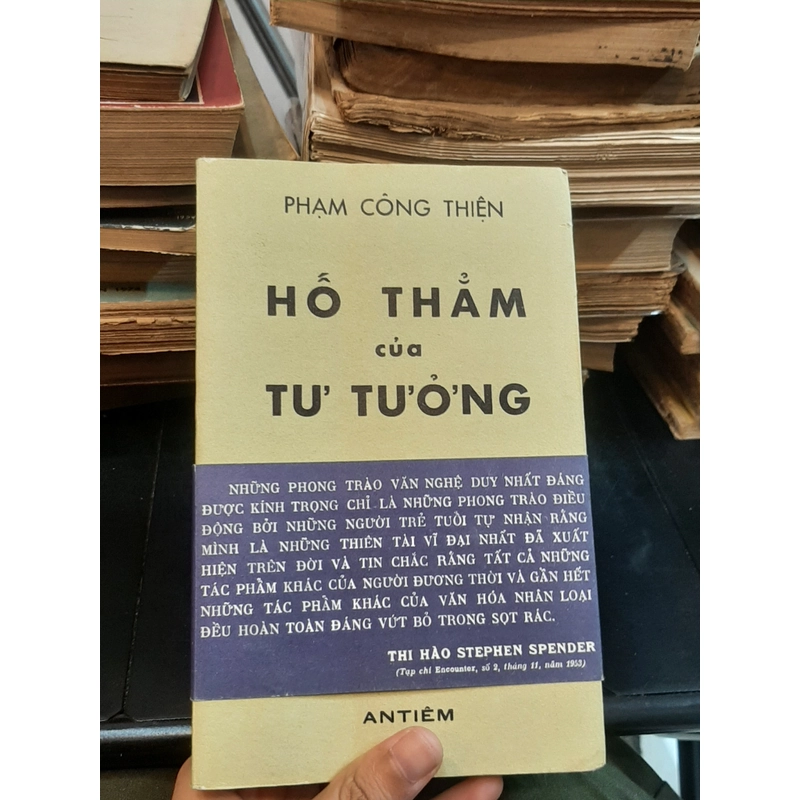 PHẠM CÔNG THIỆN
HỐ THẲM
của
TƯ TƯỞNG
NHỮNG PHONG TRÀO VĂN NGHỆ DUY NHẤT ĐÁNG
ĐƯỢC KÍNH TRỌNG CHỈ LÀ NHỮNG PHONG TRÀO ĐIỀU
ĐỘNG BỞI NHỮNG NGƯỜI TRẺ TUỔI TỰ NHẬN RẰNG
MÌNH LÀ NHỮNG THIÊN TÀI VĨ ĐẠI NHẤT ĐÃ XUẤT
HIỆN TRÊN ĐỜI VÀ TIN CHẮC RẰNG TẤT CẢ NHỮNG
TÁC PHẨM KHÁC CỦA NGƯỜI ĐƯƠNG THỜI VÀ GẦN HẾT
NHỮNG TÁC PHẨM KHÁC CỦA VĂN HÓA NHÂN LOẠI
ĐỀU HOÀN TOÀN ĐÁNG VỨT BỎ TRONG SỌT RÁC.
THI HÀO STEPHEN SPENDER
(Tạp chí Encounter, số 2, tháng 11, năm 1953)
ANTIÊM